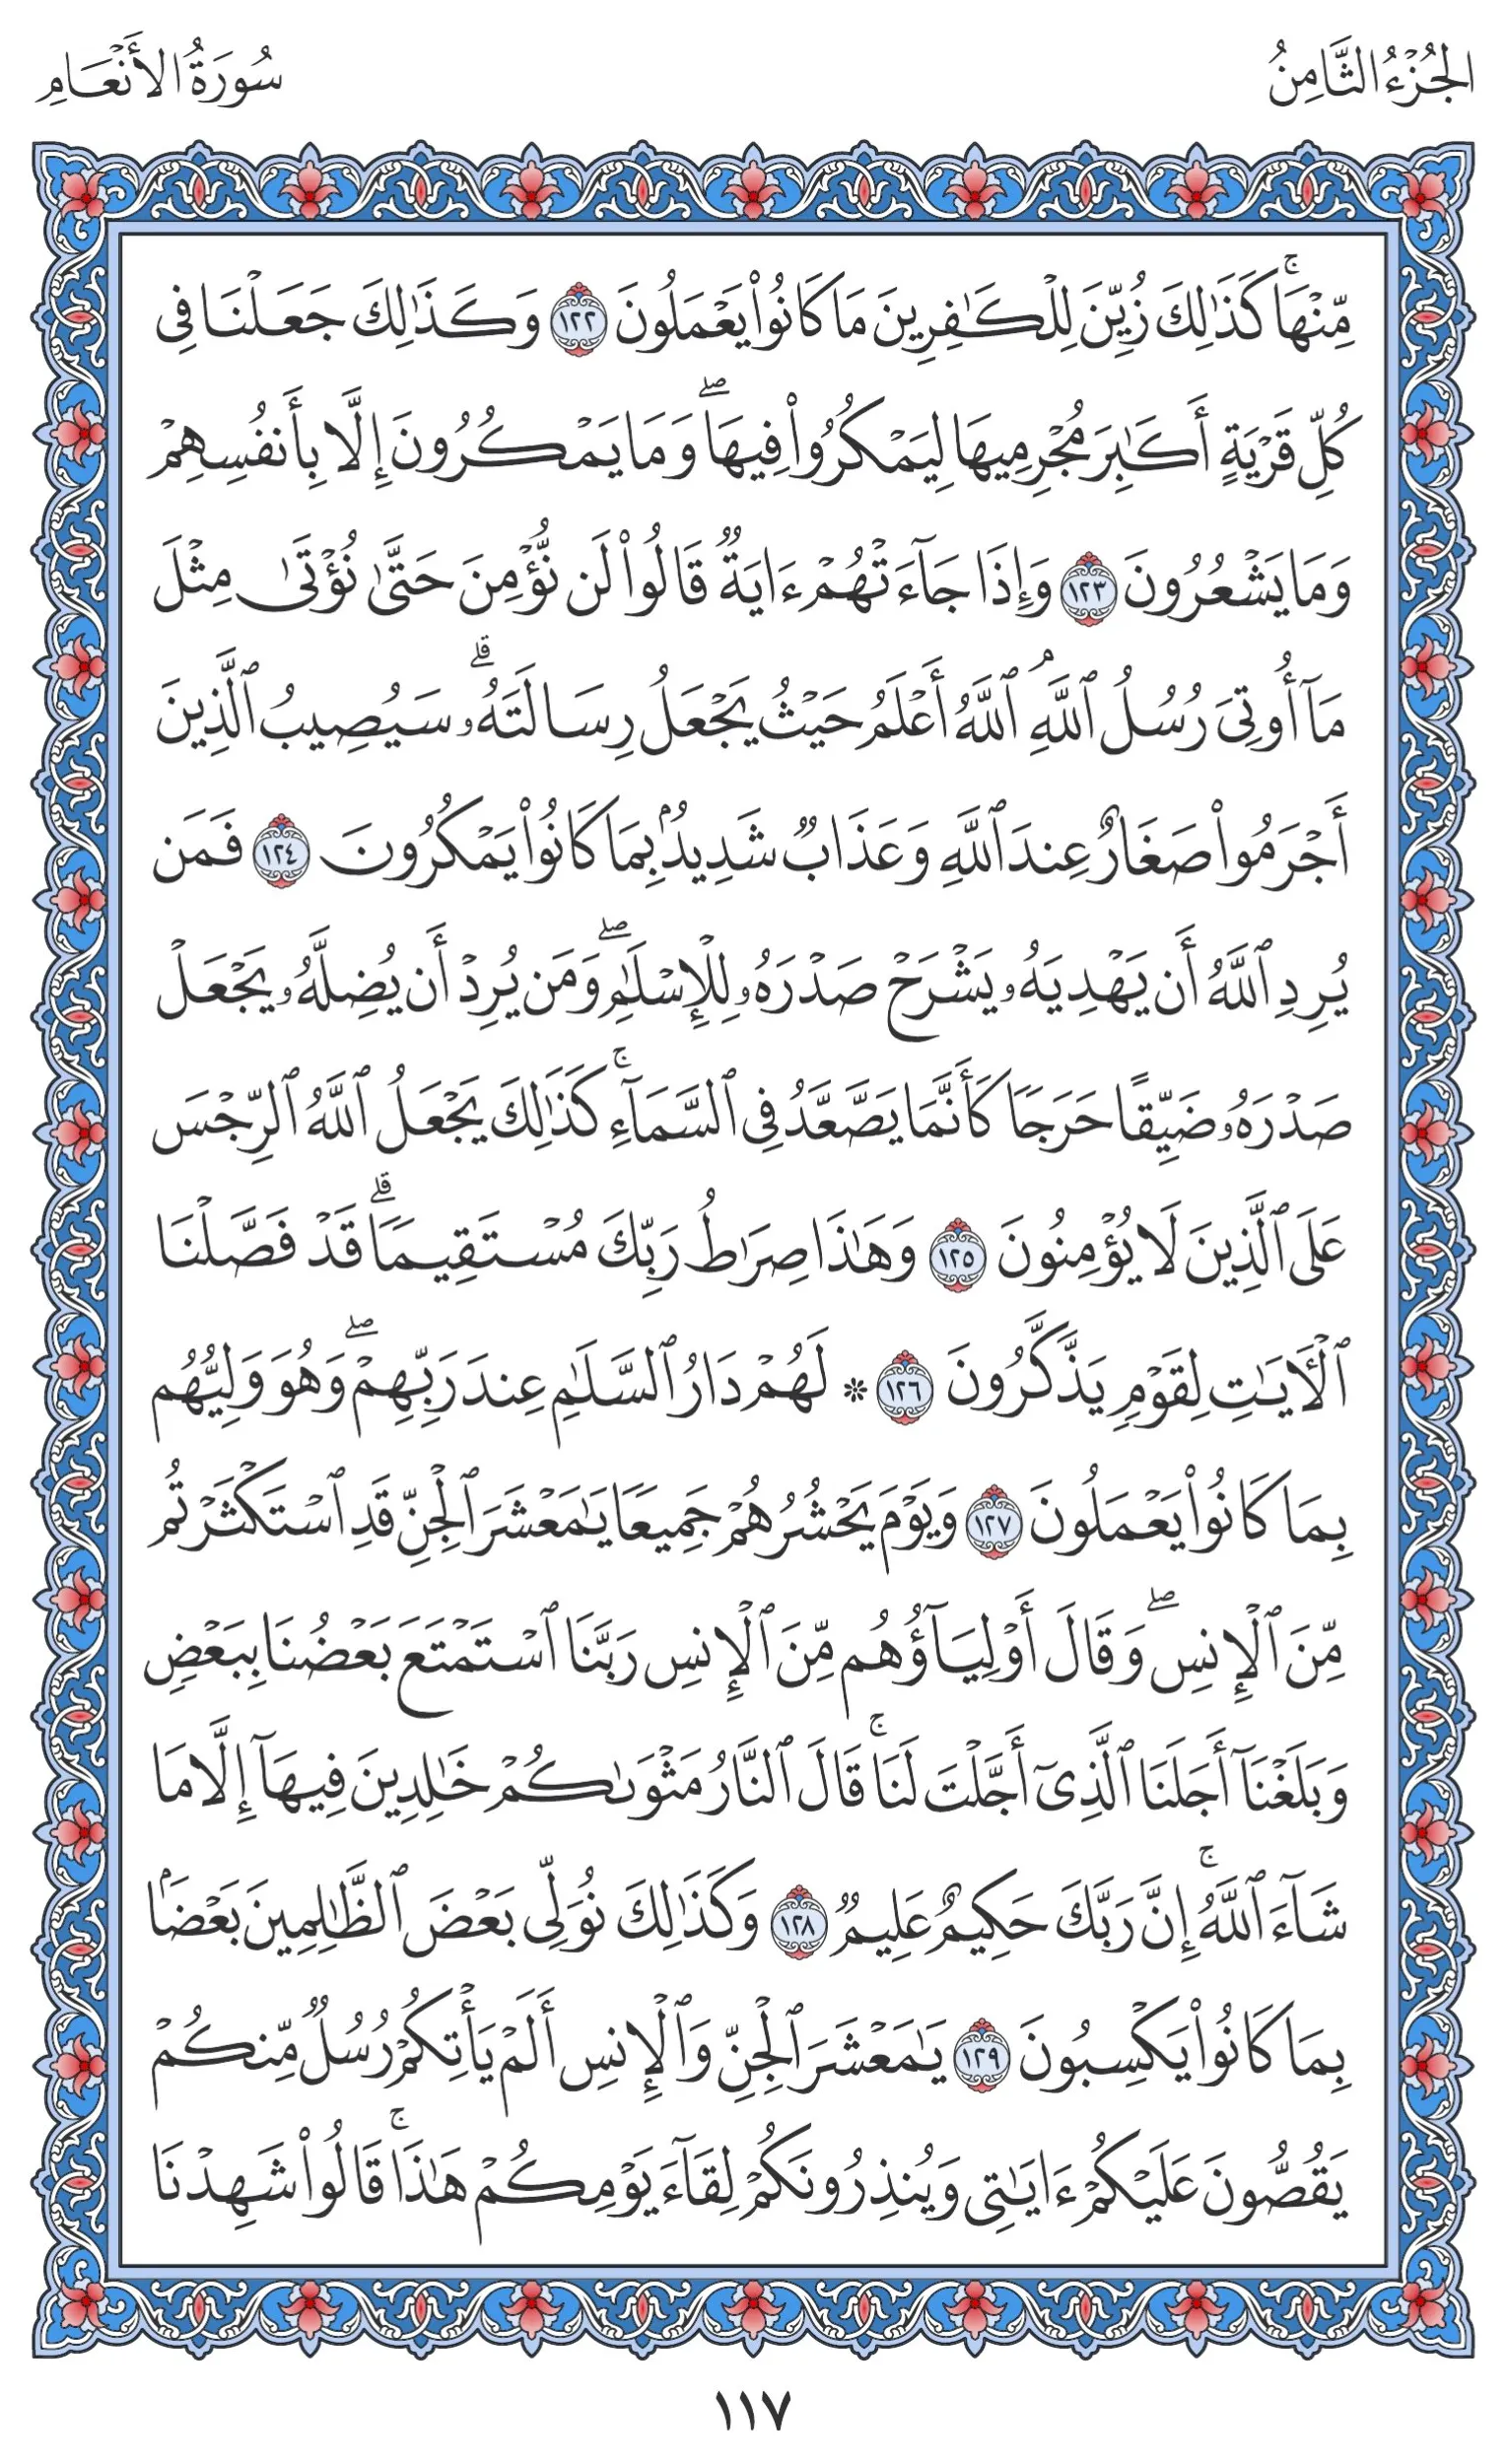 الجُزْءُ الثَّامِنُ
سُورَةُ الأَنْعَامِ
مِّنْهَاۚ كَذَٰلِكَ زُيِّنَ لِلْكَٰفِرِينَ مَا كَانُوا۟ يَعْمَلُونَ ١٢٢ وَكَذَٰلِكَ جَعَلْنَا فِى
كُلِّ قَرْيَةٍ أَكَٰبِرَ مُجْرِمِيهَا لِيَمْكُرُوا۟ فِيهَاۖ وَمَا يَمْكُرُونَ إِلَّا بِأَنفُسِهِمْ
وَمَا يَشْعُرُونَ ١٢٣ وَإِذَا جَآءَتْهُمْ ءَايَةٌ قَالُوا۟ لَن نُّؤْمِنَ حَتَّىٰ نُؤْتَىٰ مِثْلَ
مَآ أُوتِىَ رُسُلُ ٱللَّهِۘ ٱللَّهُ أَعْلَمُ حَيْثُ يَجْعَلُ رِسَالَتَهُۥۗ سَيُصِيبُ ٱلَّذِينَ
أَجْرَمُوا۟ صَغَارٌ عِندَ ٱللَّهِ وَعَذَابٌ شَدِيدٌۢ بِمَا كَانُوا۟ يَمْكُرُونَ ١٢٤ فَمَن
يُرِدِ ٱللَّهُ أَن يَهْدِيَهُۥ يَشْرَحْ صَدْرَهُۥ لِلْإِسْلَٰمِۖ وَمَن يُرِدْ أَن يُضِلَّهُۥ يَجْعَلْ
صَدْرَهُۥ ضَيِّقًا حَرَجًا كَأَنَّمَا يَصَّعَّدُ فِى ٱلسَّمَآءِۚ كَذَٰلِكَ يَجْعَلُ ٱللَّهُ ٱلرِّجْسَ
عَلَى ٱلَّذِينَ لَا يُؤْمِنُونَ ١٢٥ وَهَٰذَا صِرَٰطُ رَبِّكَ مُسْتَقِيمًاۗ قَدْ فَصَّلْنَا
ٱلْءَايَٰتِ لِقَوْمٍ يَذَّكَّرُونَ ١٢٦ ۞ لَهُمْ دَارُ ٱلسَّلَٰمِ عِندَ رَبِّهِمْۖ وَهُوَ وَلِيُّهُم
بِمَا كَانُوا۟ يَعْمَلُونَ ١٢٧ وَيَوْمَ يَحْشُرُهُمْ جَمِيعًا يَٰمَعْشَرَ ٱلْجِنِّ قَدِ ٱسْتَكْثَرْتُم
مِّنَ ٱلْإِنسِۖ وَقَالَ أَوْلِيَآؤُهُم مِّنَ ٱلْإِنسِ رَبَّنَا ٱسْتَمْتَعَ بَعْضُنَا بِبَعْضٍ
وَبَلَغْنَآ أَجَلَنَا ٱلَّذِىٓ أَجَّلْتَ لَنَاۚ قَالَ ٱلنَّارُ مَثْوَىٰكُمْ خَٰلِدِينَ فِيهَآ إِلَّا مَا
شَآءَ ٱللَّهُۚ إِنَّ رَبَّكَ حَكِيمٌ عَلِيمٌ ١٢٨ وَكَذَٰلِكَ نُوَلِّى بَعْضَ ٱلظَّٰلِمِينَ بَعْضًۢا
بِمَا كَانُوا۟ يَكْسِبُونَ ١٢٩ يَٰمَعْشَرَ ٱلْجِنِّ وَٱلْإِنسِ أَلَمْ يَأْتِكُمْ رُسُلٌ مِّنكُمْ
يَقُصُّونَ عَلَيْكُمْ ءَايَٰتِى وَيُنذِرُونَكُمْ لِقَآءَ يَوْمِكُمْ هَٰذَاۚ قَالُوا۟ شَهِدْنَا
١١٧